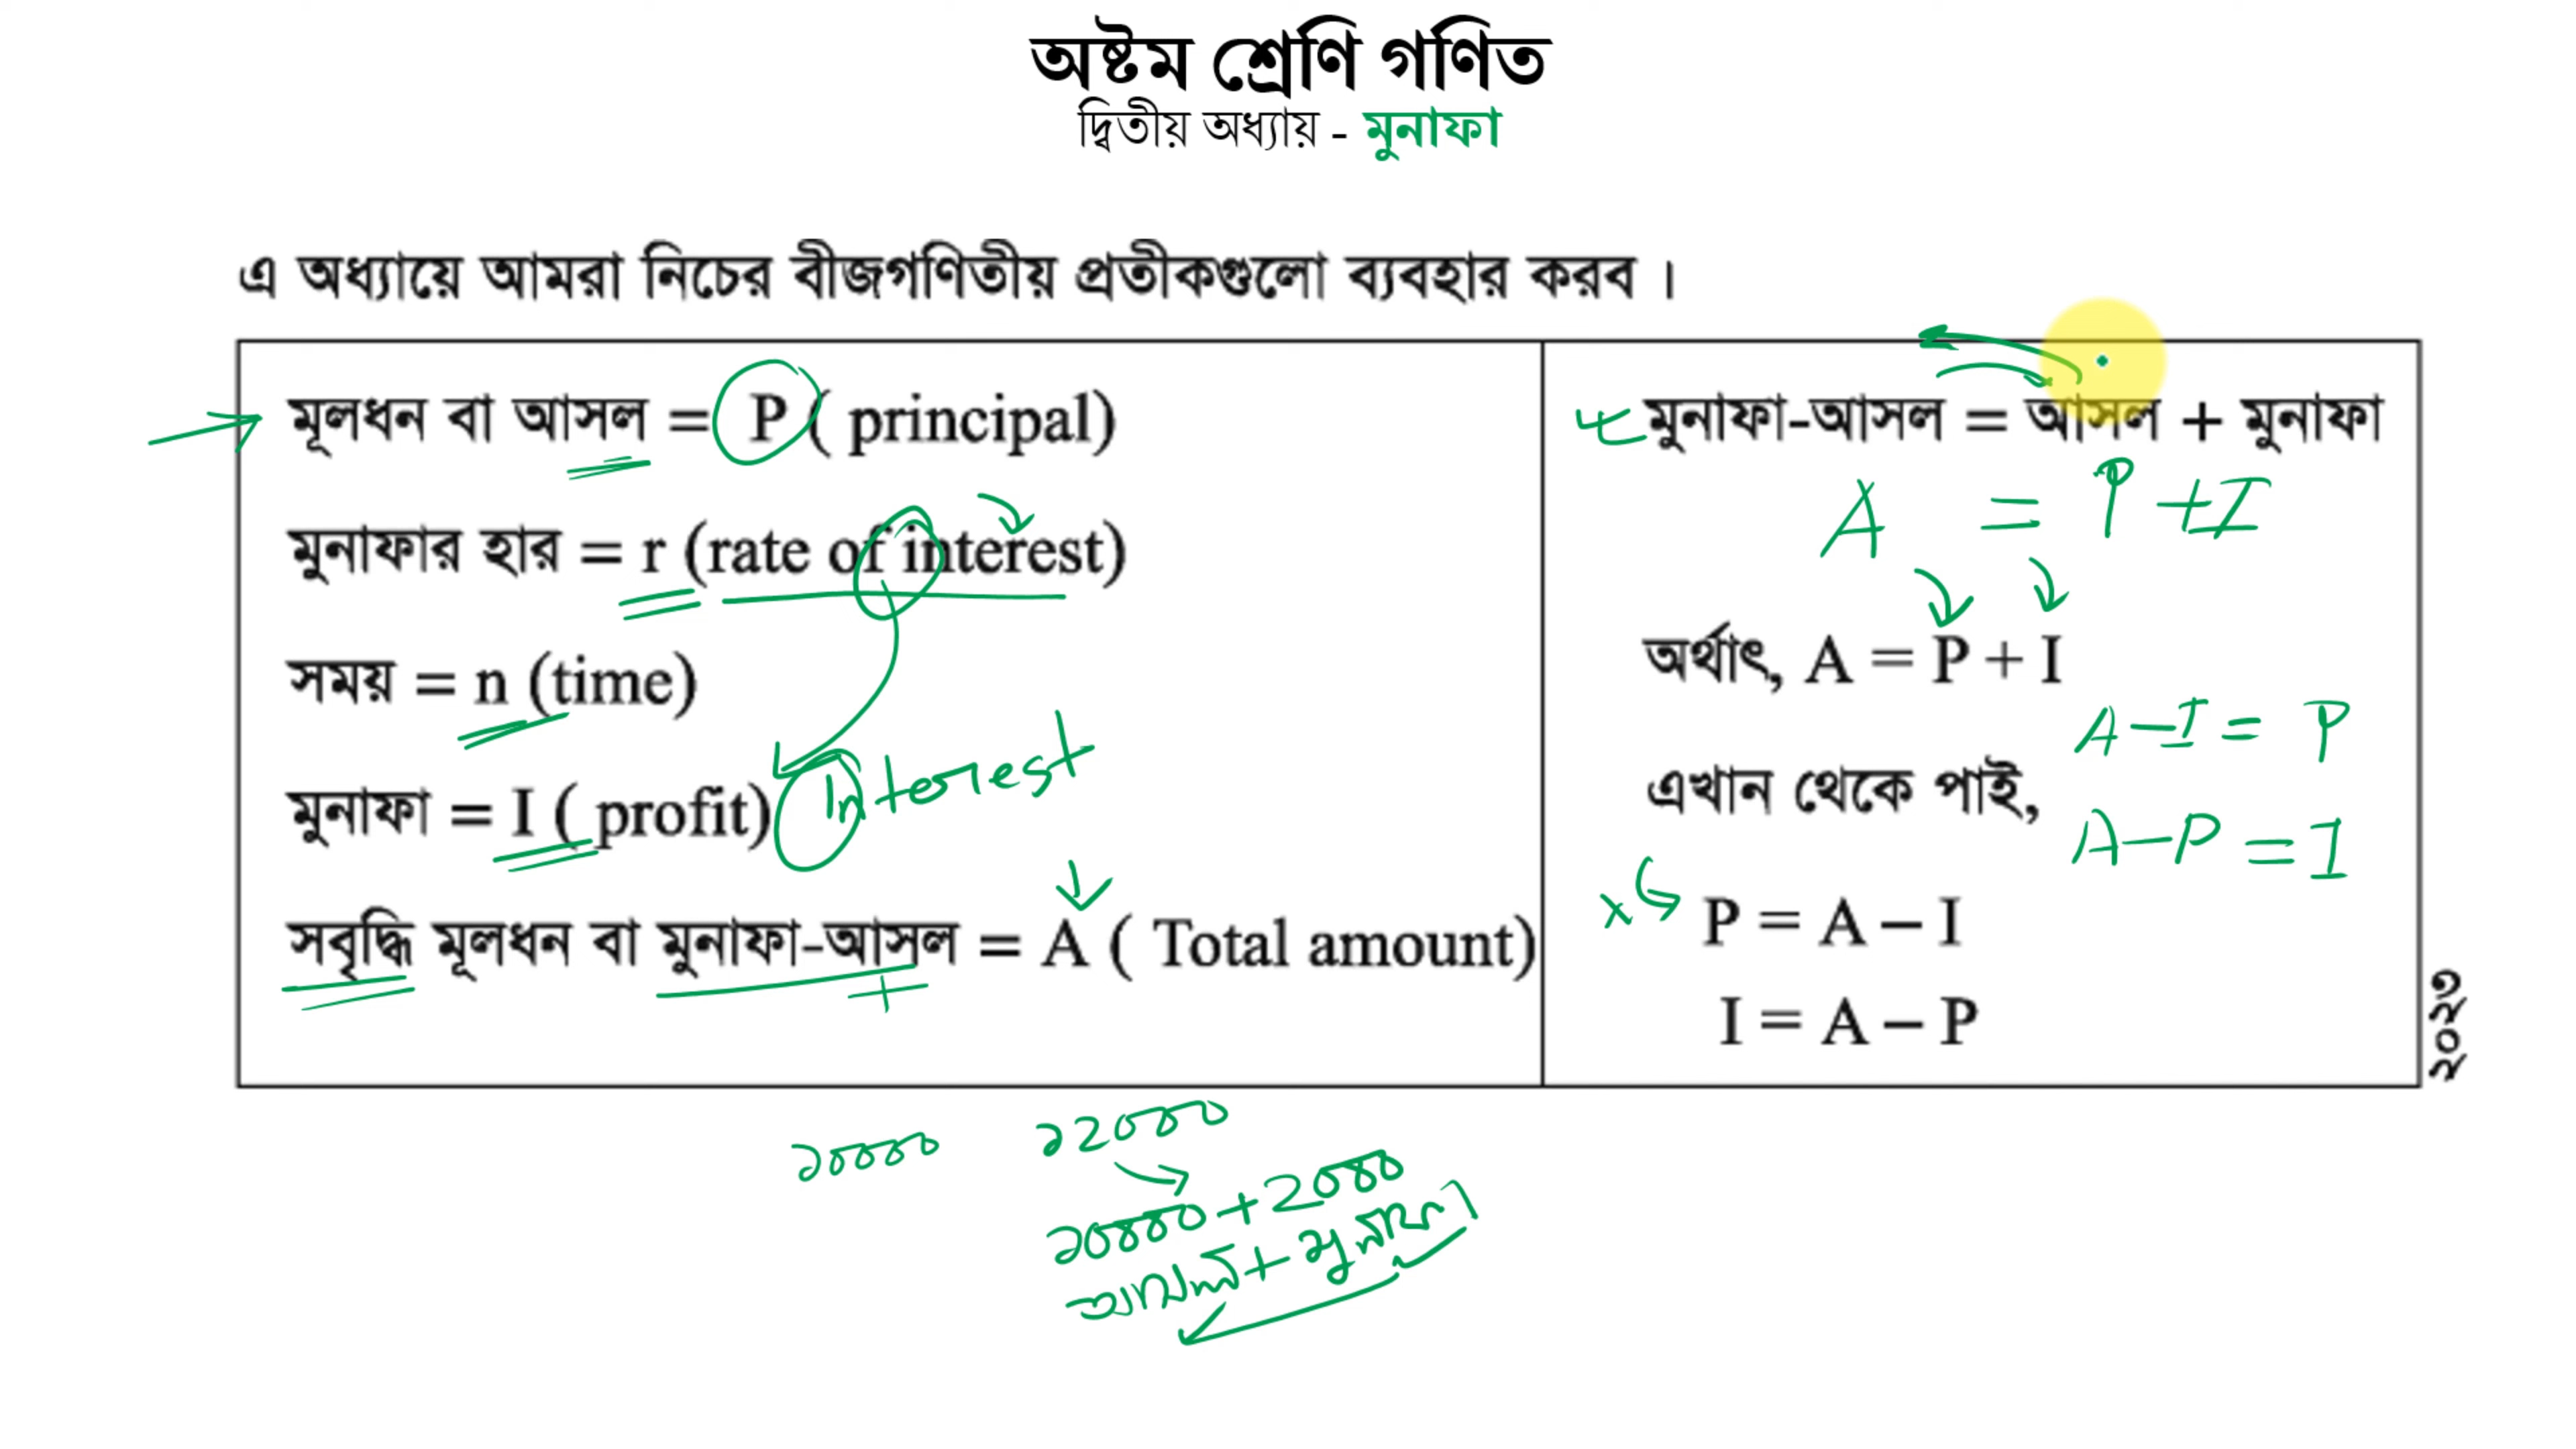 অষ্টম শ্রেণি গণিত
দ্বিতীয় অধ্যায় - মুনাফা
এ অধ্যায়ে আমরা নিচের বীজগণিতীয় প্রতীকগুলো ব্যবহার করব ।
মূলধন বা আসল = P ( principal)
মুনাফার হার = r (rate of interest)
সময় = n (time)
মুনাফা = I ( profit) Interest
সবৃদ্ধি মূলধন বা মুনাফা-আসল = A ( Total amount)
+
মুনাফা-আসল = আসল + মুনাফা
A = P + I
অর্থাৎ, A = P + I
A - I = P
এখান থেকে পাই,
A - P = I
P = A – I
I = A – P
২০২৩
১০০০০ ১২০০০
১০০০০ + ২০০০
আসল + মুনাফা